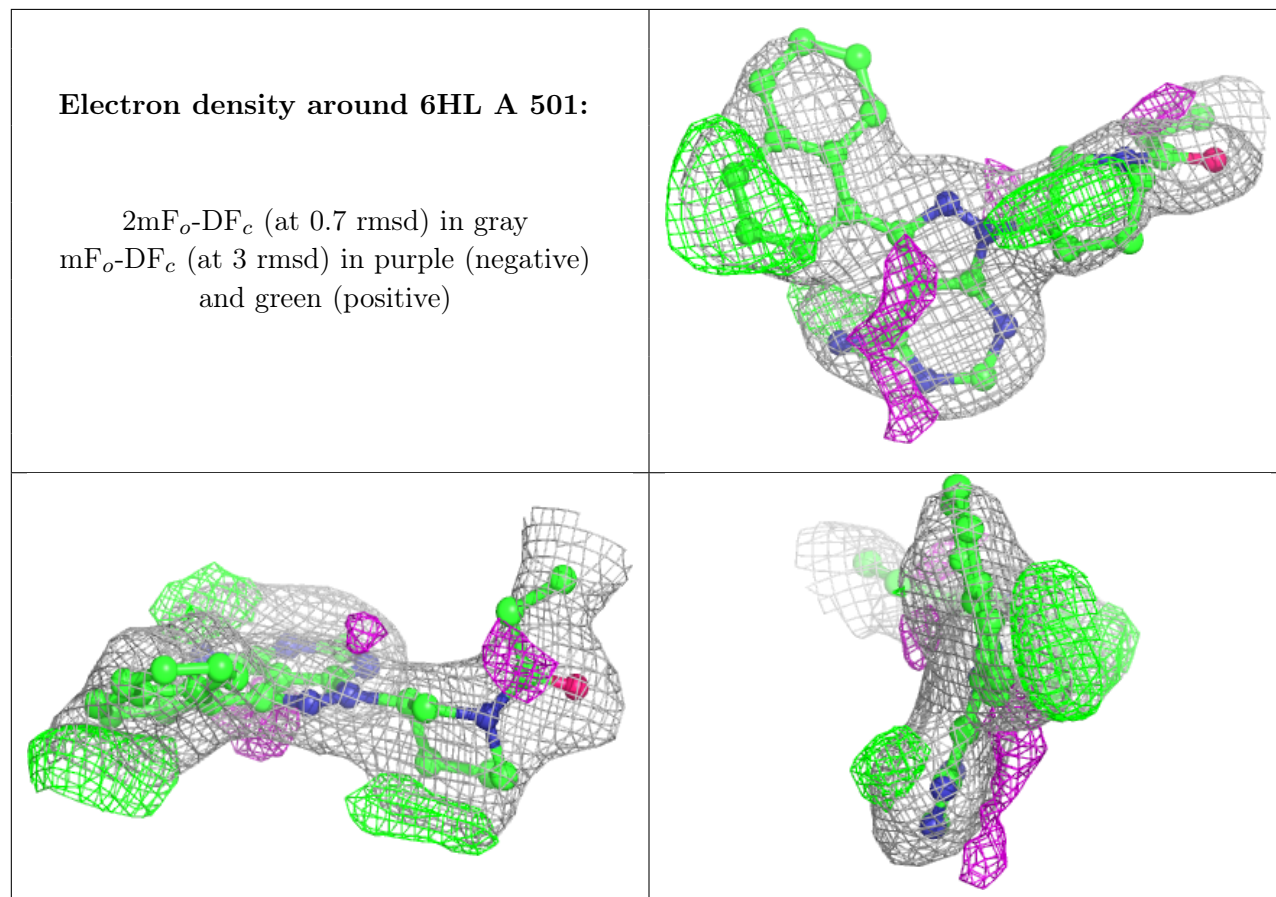 Electron density around 6HL A 501:
2mFo-DFc (at 0.7 rmsd) in gray
mFo-DFc (at 3 rmsd) in purple (negative)
and green (positive)